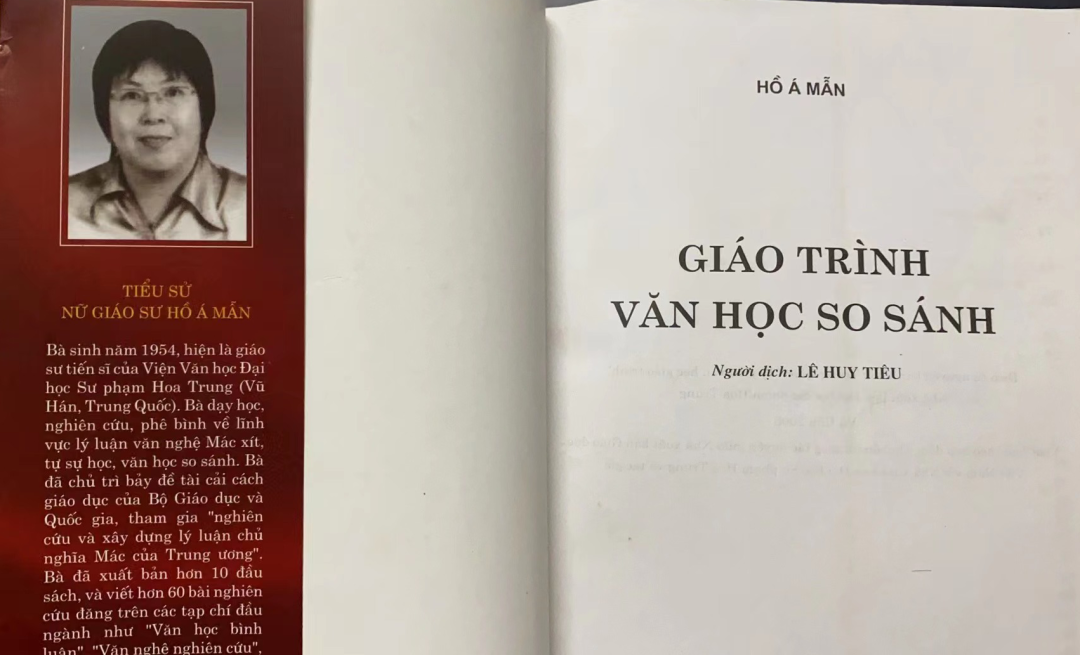 TIỂU SỬ
NỮ GIÁO SƯ HỒ Á MẪN
Bà sinh năm 1954, hiện là giáo
sư tiến sĩ của Viện Văn học Đại
học Sư phạm Hoa Trung (Vũ
Hán, Trung Quốc). Bà dạy học,
nghiên cứu, phê bình về lĩnh
vực lý luận văn nghệ Mác xít,
tự sự học, văn học so sánh. Bà
đã chủ trì bảy đề tài cải cách
giáo dục của Bộ Giáo dục và
Quốc gia, tham gia "nghiên
cứu và xây dựng lý luận chủ
nghĩa Mác của Trung ương".
Bà đã xuất bản hơn 10 đầu
sách, và viết hơn 60 bài nghiên
cứu đăng trên các tạp chí đầu
ngành như "Văn học bình
luận", "Văn nghệ nghiên cứu",
HỒ Á MẪN
GIÁO TRÌNH
VĂN HỌC SO SÁNH
Người dịch: LÊ HUY TIÊU